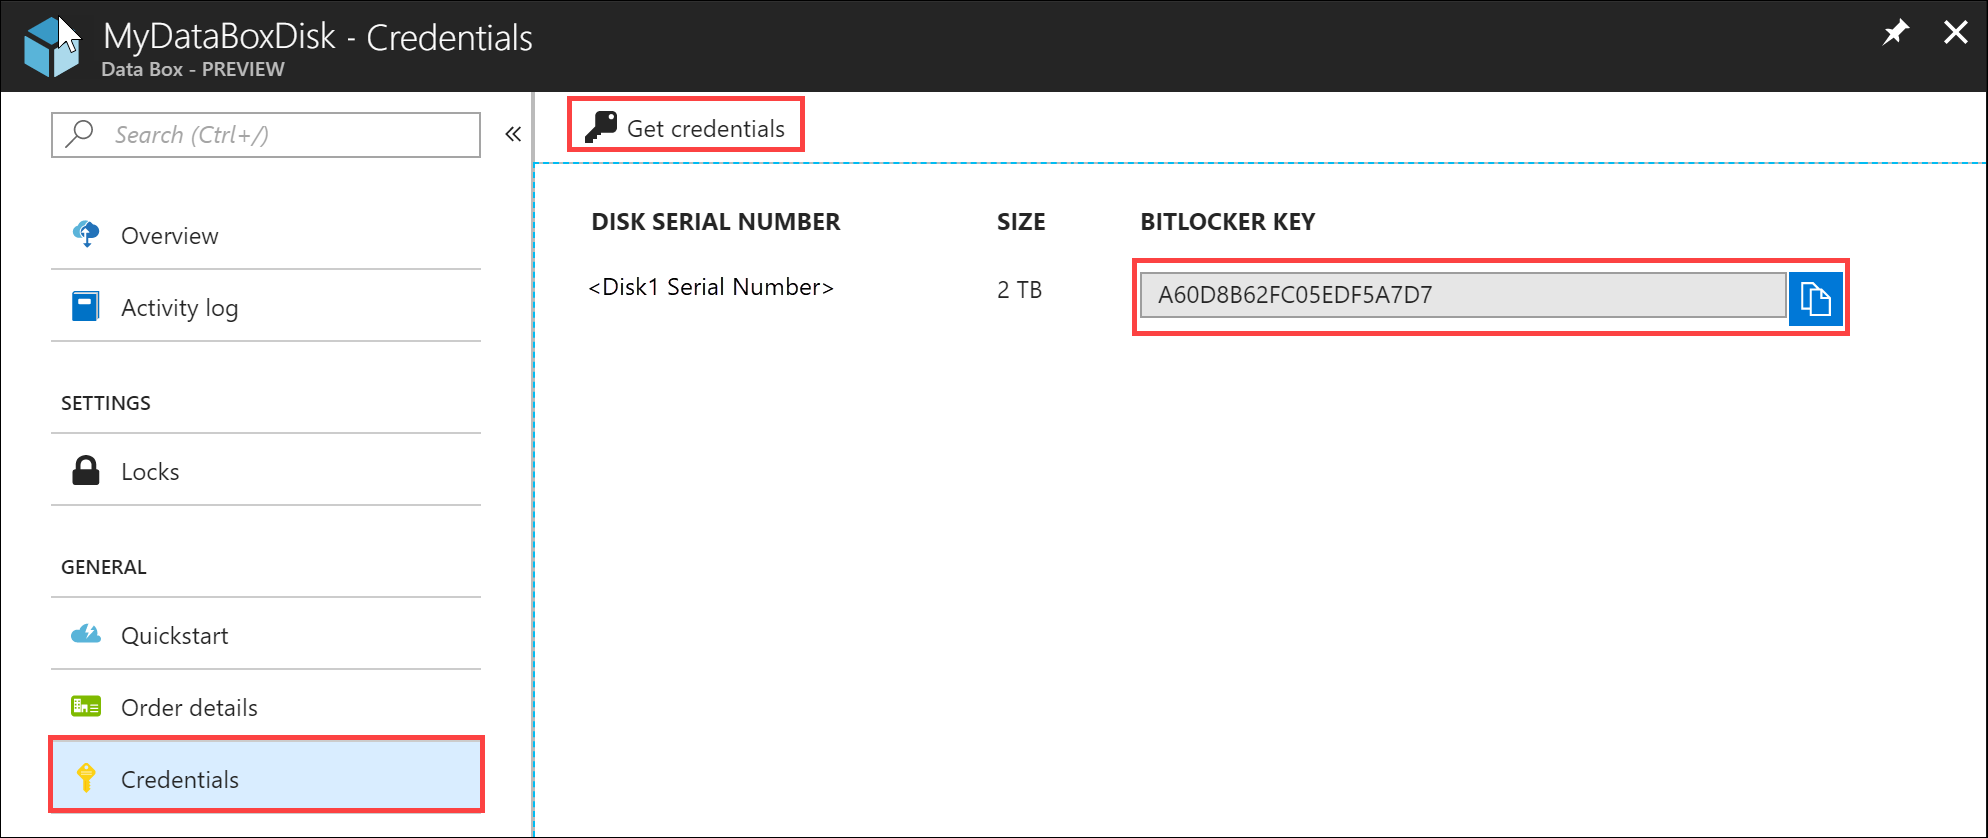 MyDataBoxDisk - Credentials
Data Box - PREVIEW
Search (Ctrl+/)
«
Overview
Activity log
SETTINGS
Locks
GENERAL
Quickstart
Order details
Credentials
Get credentials
DISK SERIAL NUMBER SIZE BITLOCKER KEY
<Disk1 Serial Number> 2 TB A60D8B62FC05EDF5A7D7